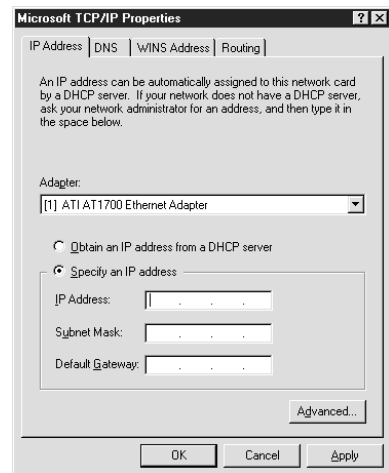 Microsoft TCP/IP Properties
IP Address DNS WINS Address Routing
An IP address can be automatically assigned to this network card
by a DHCP server. If your network does not have a DHCP server,
ask your network administrator for an address, and then type it in
the space below.
Adapter:
[1] ATI AT1700 Ethernet Adapter
Obtain an IP address from a DHCP server
Specify an IP address
IP Address:
Subnet Mask:
Default Gateway:
Advanced...
OK Cancel Apply